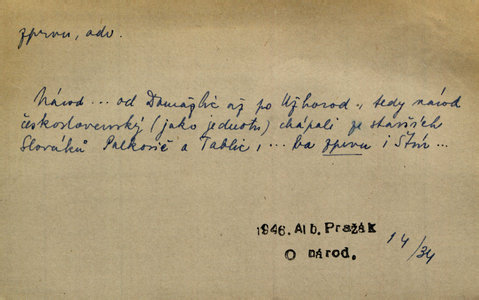 zprvu, adv.
Národ... od Domažlic až po Užhorod., tedy národ
československý (jako jednotu) chápali ze starších
Slováků Palkovič a Tablic, ... ba zprvu i Štúr...
1946. Alb. Pražák
O národ.
14/34